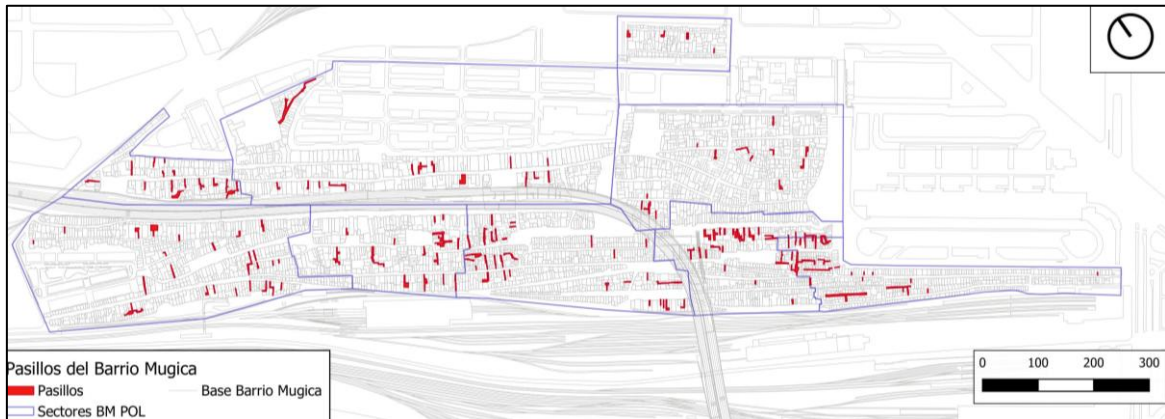 Pasillos del Barrio Mugica
Pasillos
Base Barrio Mugica
Sectores BM POL
0 100 200 300